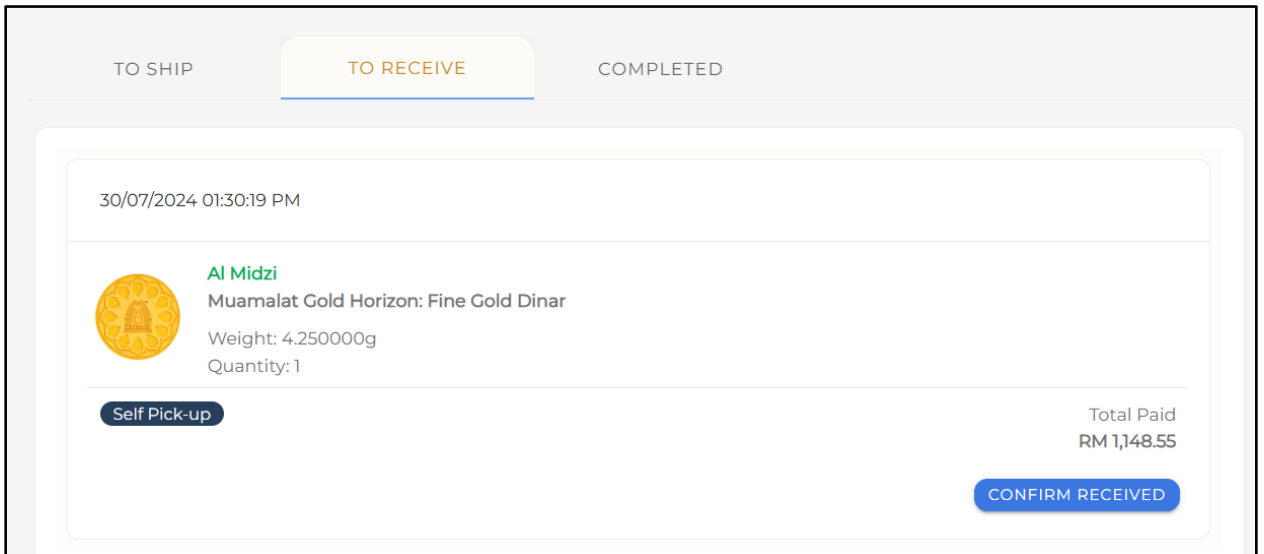 TO SHIP
TO RECEIVE
COMPLETED
30/07/2024 01:30:19 PM
Al Midzi
Muamalat Gold Horizon: Fine Gold Dinar
Weight: 4.250000g
Quantity: 1
Self Pick-up
Total Paid
RM 1,148.55
CONFIRM RECEIVED